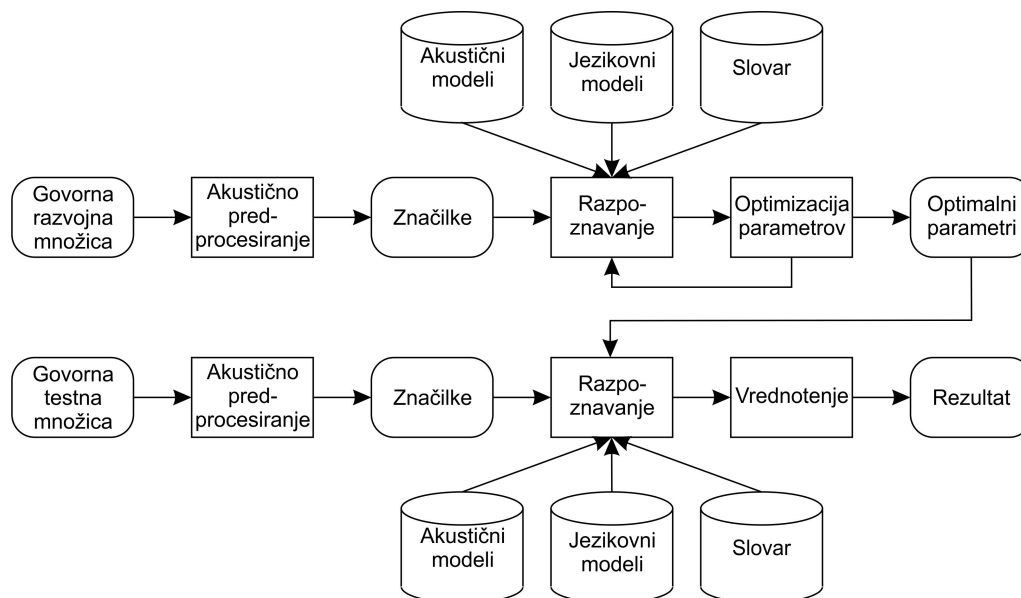 Akustični
modeli
Jezikovni
modeli
Slovar
Govorna
razvojna
množica
Akustično
pred-
procesiranje
Značilke
Razpo-
znavanje
Optimizacija
parametrov
Optimalni
parametri
Govorna
testna
množica
Akustično
pred-
procesiranje
Značilke
Razpo-
znavanje
Vrednotenje
Rezultat
Akustični
modeli
Jezikovni
modeli
Slovar